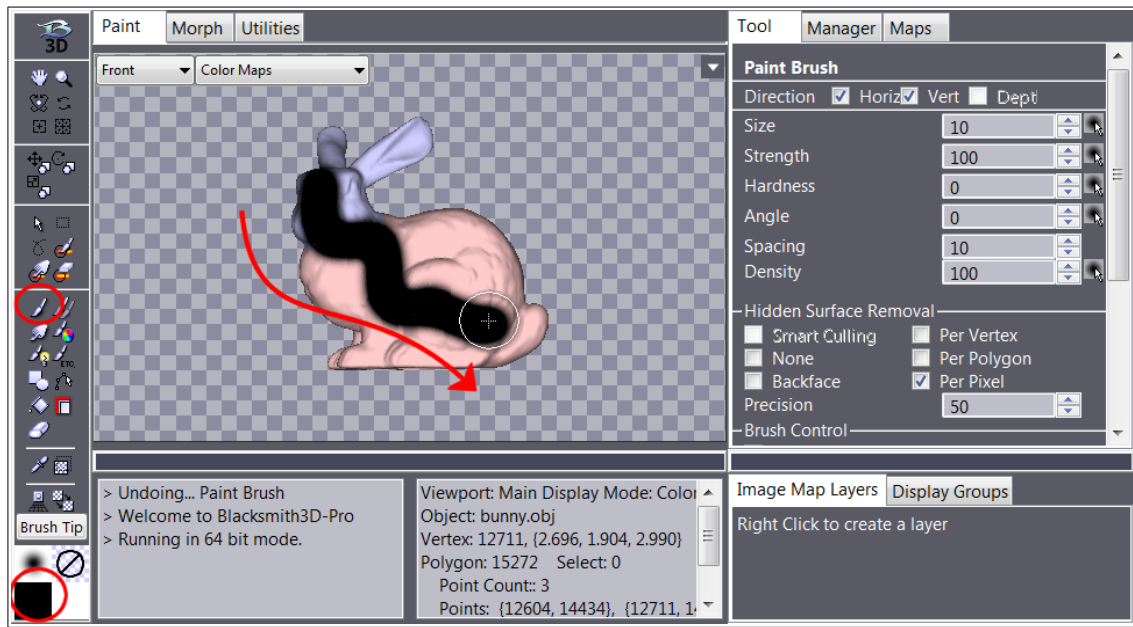 3D
Paint Morph Utilities
Front Color Maps
Tool Manager Maps
Paint Brush
Direction Horiz Vert Dept
Size 10
Strength 100
Hardness 0
Angle 0
Spacing 10
Density 100
Hidden Surface Removal
Smart Culling Per Vertex
None Per Polygon
Backface Per Pixel
Precision 50
Brush Control
ETC.
Brush Tip
> Undoing... Paint Brush
> Welcome to Blacksmith3D-Pro
> Running in 64 bit mode.
Viewport: Main Display Mode: Color
Object: bunny.obj
Vertex: 12711, {2.696, 1.904, 2.990}
Polygon: 15272 Select: 0
Point Count:: 3
Points: {12604, 14434}, {12711, 14
Image Map Layers Display Groups
Right Click to create a layer